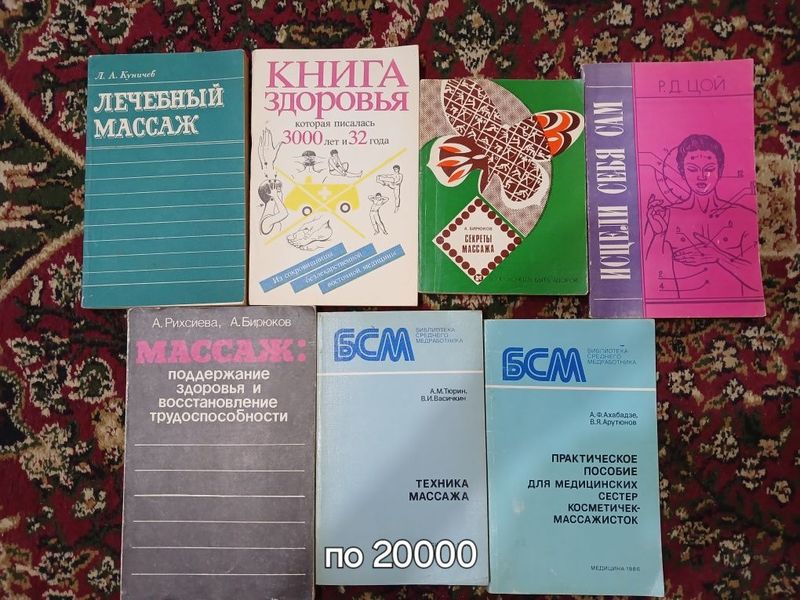 Л. А. Куничев
ЛЕЧЕБНЫЙ
МАССАЖ
КНИГА
ЗДОРОВЬЯ
которая писалась
3000 лет и 32 года
Из сокровищницы
безлекарственной
восточной медицины
А. БИРЮКОВ
СЕКРЕТЫ
МАССАЖА
ИСЦЕЛИ СЕБЯ САМ
Р.Д. ЦОЙ
А. Рихсиева, А. Бирюков
МАССАЖ:
поддержание
здоровья и
восстановление
трудоспособности
БСМ
БИБЛИОТЕКА
СРЕДНЕГО
МЕДРАБОТНИКА
А.М.Тюрин,
В.И.Васичкин
ТЕХНИКА
МАССАЖА
по 20000
БСМ
БИБЛИОТЕКА
СРЕДНЕГО
МЕДРАБОТНИКА
А.Ф.Ахабадзе,
В.Я.Арутюнов
ПРАКТИЧЕСКОЕ
ПОСОБИЕ
ДЛЯ МЕДИЦИНСКИХ
СЕСТЕР
КОСМЕТИЧЕК-
МАССАЖИСТОК
МЕДИЦИНА · 1986